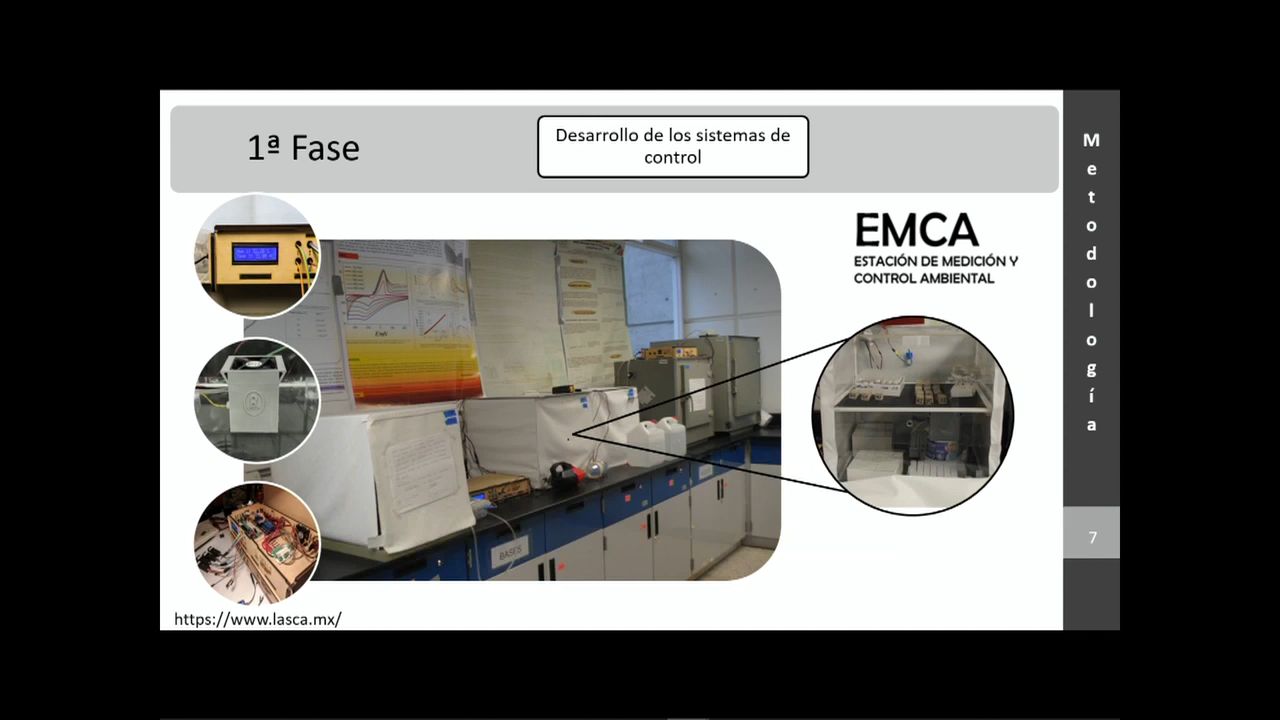 1ª Fase
Desarrollo de los sistemas de
control
EMCA
ESTACIÓN DE MEDICIÓN Y
CONTROL AMBIENTAL
BASES
https://www.lasca.mx/
Metodología
7